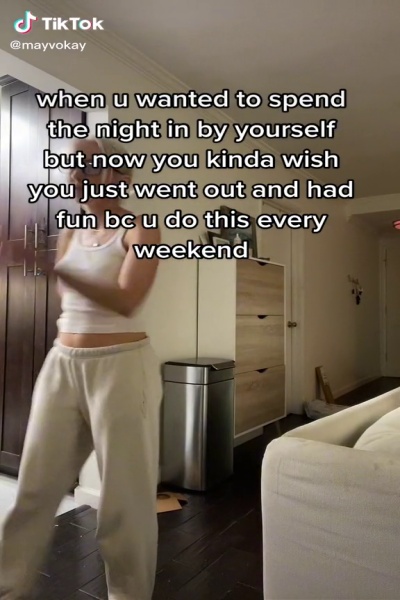 TikTok
@mayvokay
when u wanted to spend
the night in by yourself
but now you kinda wish
you just went out and had
fun bc u do this every
weekend